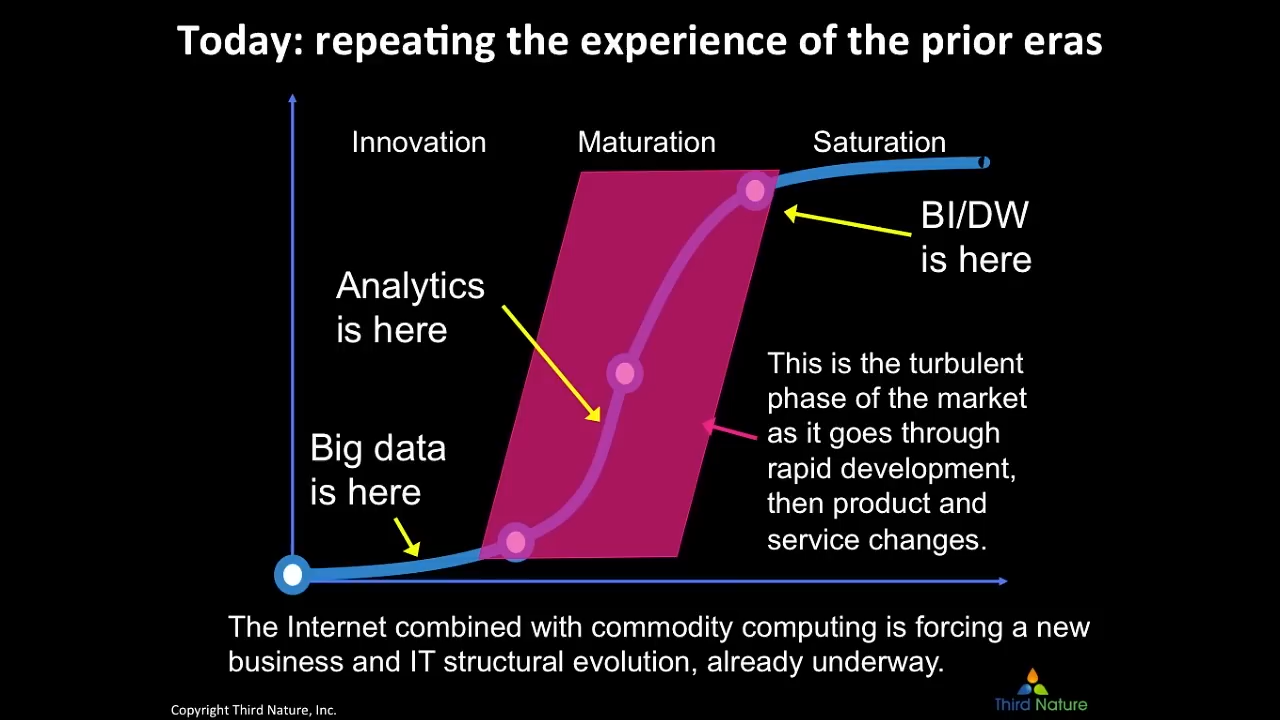 Today: repeating the experience of the prior eras
Innovation
Maturation
Saturation
BI/DW
is here
Analytics
is here
This is the turbulent
phase of the market
as it goes through
rapid development,
then product and
service changes.
Big data
is here
The Internet combined with commodity computing is forcing a new
business and IT structural evolution, already underway.
Third Nature
Copyright Third Nature, Inc.